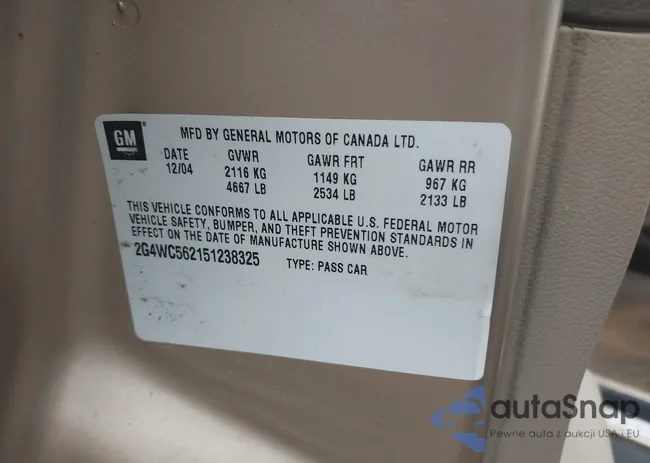 GM
MFD BY GENERAL MOTORS OF CANADA LTD.
DATE GVWR GAWR FRT GAWR RR
12/04 2116 KG 1149 KG 967 KG
4667 LB 2534 LB 2133 LB
THIS VEHICLE CONFORMS TO ALL APPLICABLE U.S. FEDERAL MOTOR
VEHICLE SAFETY, BUMPER, AND THEFT PREVENTION STANDARDS IN
EFFECT ON THE DATE OF MANUFACTURE SHOWN ABOVE.
2G4WC562151238325 TYPE: PASS CAR
autaSnap
Pewne auta z aukcji USA i EU